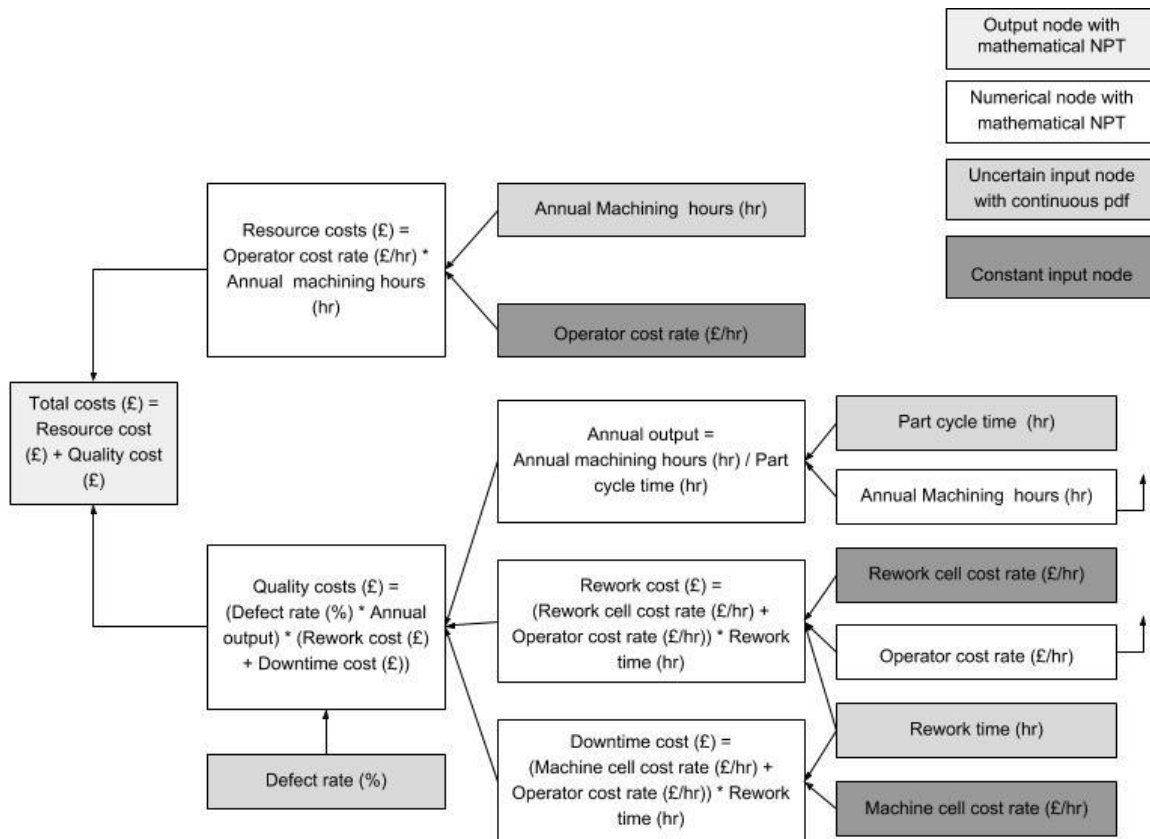 Output node with
mathematical NPT
Numerical node with
mathematical NPT
Uncertain input node
with continuous pdf
Constant input node
Resource costs (£) =
Operator cost rate (£/hr) *
Annual machining hours
(hr)
Annual Machining hours (hr)
Operator cost rate (£/hr)
Total costs (£) =
Resource cost
(£) + Quality cost
(£)
Annual output =
Annual machining hours (hr) / Part
cycle time (hr)
Part cycle time (hr)
Annual Machining hours (hr)
Quality costs (£) =
(Defect rate (%) * Annual
output) * (Rework cost (£)
+ Downtime cost (£))
Rework cost (£) =
(Rework cell cost rate (£/hr) +
Operator cost rate (£/hr)) * Rework
time (hr)
Rework cell cost rate (£/hr)
Operator cost rate (£/hr)
Rework time (hr)
Defect rate (%)
Downtime cost (£) =
(Machine cell cost rate (£/hr) +
Operator cost rate (£/hr)) * Rework
time (hr)
Machine cell cost rate (£/hr)